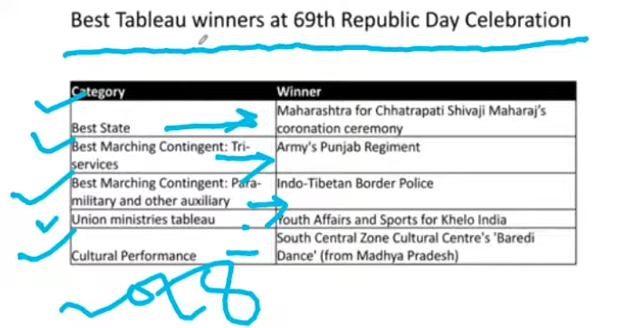 Best Tableau winners at 69th Republic Day Celebration
Category Winner
Best State Maharashtra for Chhatrapati Shivaji Maharaj's
coronation ceremony
Best Marching Contingent: Tri- Army's Punjab Regiment
services
Best Marching Contingent: Para- Indo-Tibetan Border Police
military and other auxiliary
Union ministries tableau Youth Affairs and Sports for Khelo India
Cultural Performance South Central Zone Cultural Centre's 'Baredi
Dance' (from Madhya Pradesh)